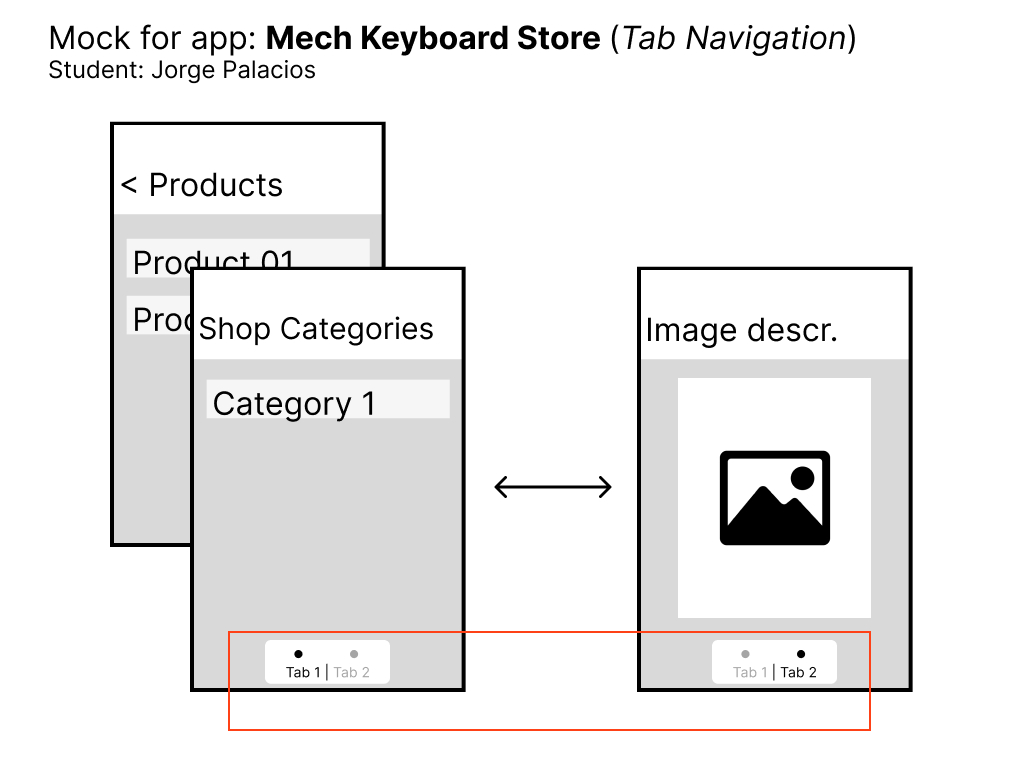 Mock for app: Mech Keyboard Store (Tab Navigation)
Student: Jorge Palacios
< Products
Product 01
Shop Categories
Category 1
Tab 1 | Tab 2
Image descr.
Tab 1 | Tab 2